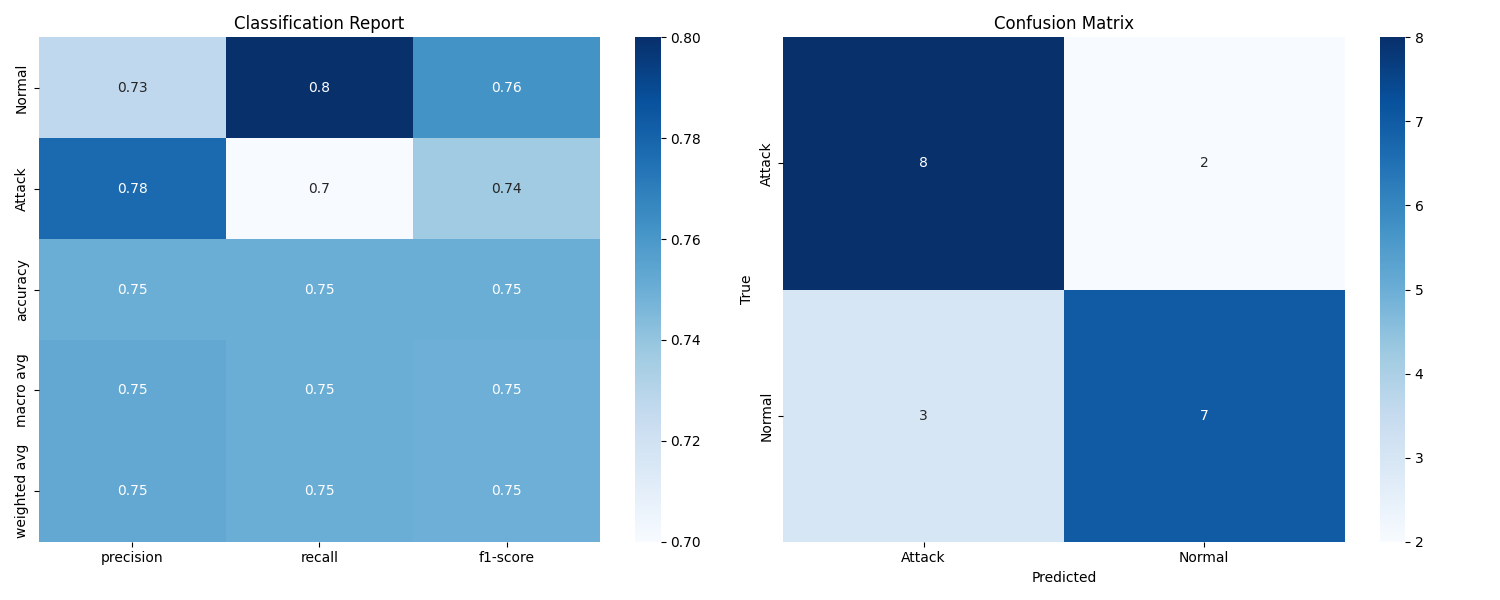 Classification Report
Normal
0.73
0.8
0.76
Attack
0.78
0.7
0.74
accuracy
0.75
0.75
0.75
macro avg
0.75
0.75
0.75
weighted avg
0.75
0.75
0.75
precision
recall
f1-score
0.80
0.78
0.76
0.74
0.72
0.70
Confusion Matrix
True
Attack
8
2
Normal
3
7
Attack
Normal
Predicted
8
7
6
5
4
3
2